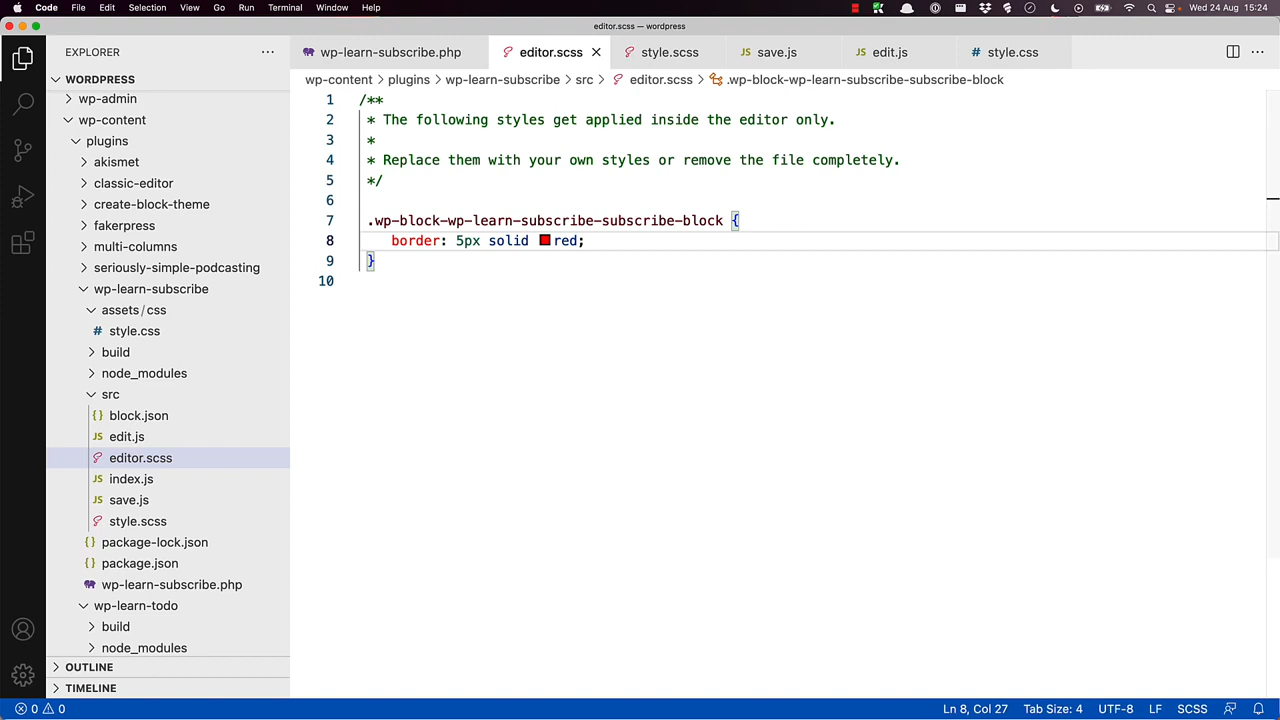 Code File Edit Selection View Go Run Terminal Window Help Wed 24 Aug 15:24
editor.scss — wordpress
EXPLORER ··· wp-learn-subscribe.php editor.scss × style.scss JS save.js JS edit.js # style.css ···
WORDPRESS
wp-content > plugins > wp-learn-subscribe > src > editor.scss > .wp-block-wp-learn-subscribe-subscribe-block
wp-admin
wp-content
plugins
akismet
classic-editor
create-block-theme
fakerpress
multi-columns
seriously-simple-podcasting
wp-learn-subscribe
assets/css
# style.css
build
node_modules
src
{} block.json
JS edit.js
editor.scss
JS index.js
JS save.js
style.scss
{} package-lock.json
{} package.json
wp-learn-subscribe.php
wp-learn-todo
build
node_modules
OUTLINE
TIMELINE
1 /**
2 * The following styles get applied inside the editor only.
3 *
4 * Replace them with your own styles or remove the file completely.
5 */
6
7 .wp-block-wp-learn-subscribe-subscribe-block {
8 border: 5px solid red;
9 }
10
0 0 Ln 8, Col 27 Tab Size: 4 UTF-8 LF SCSS